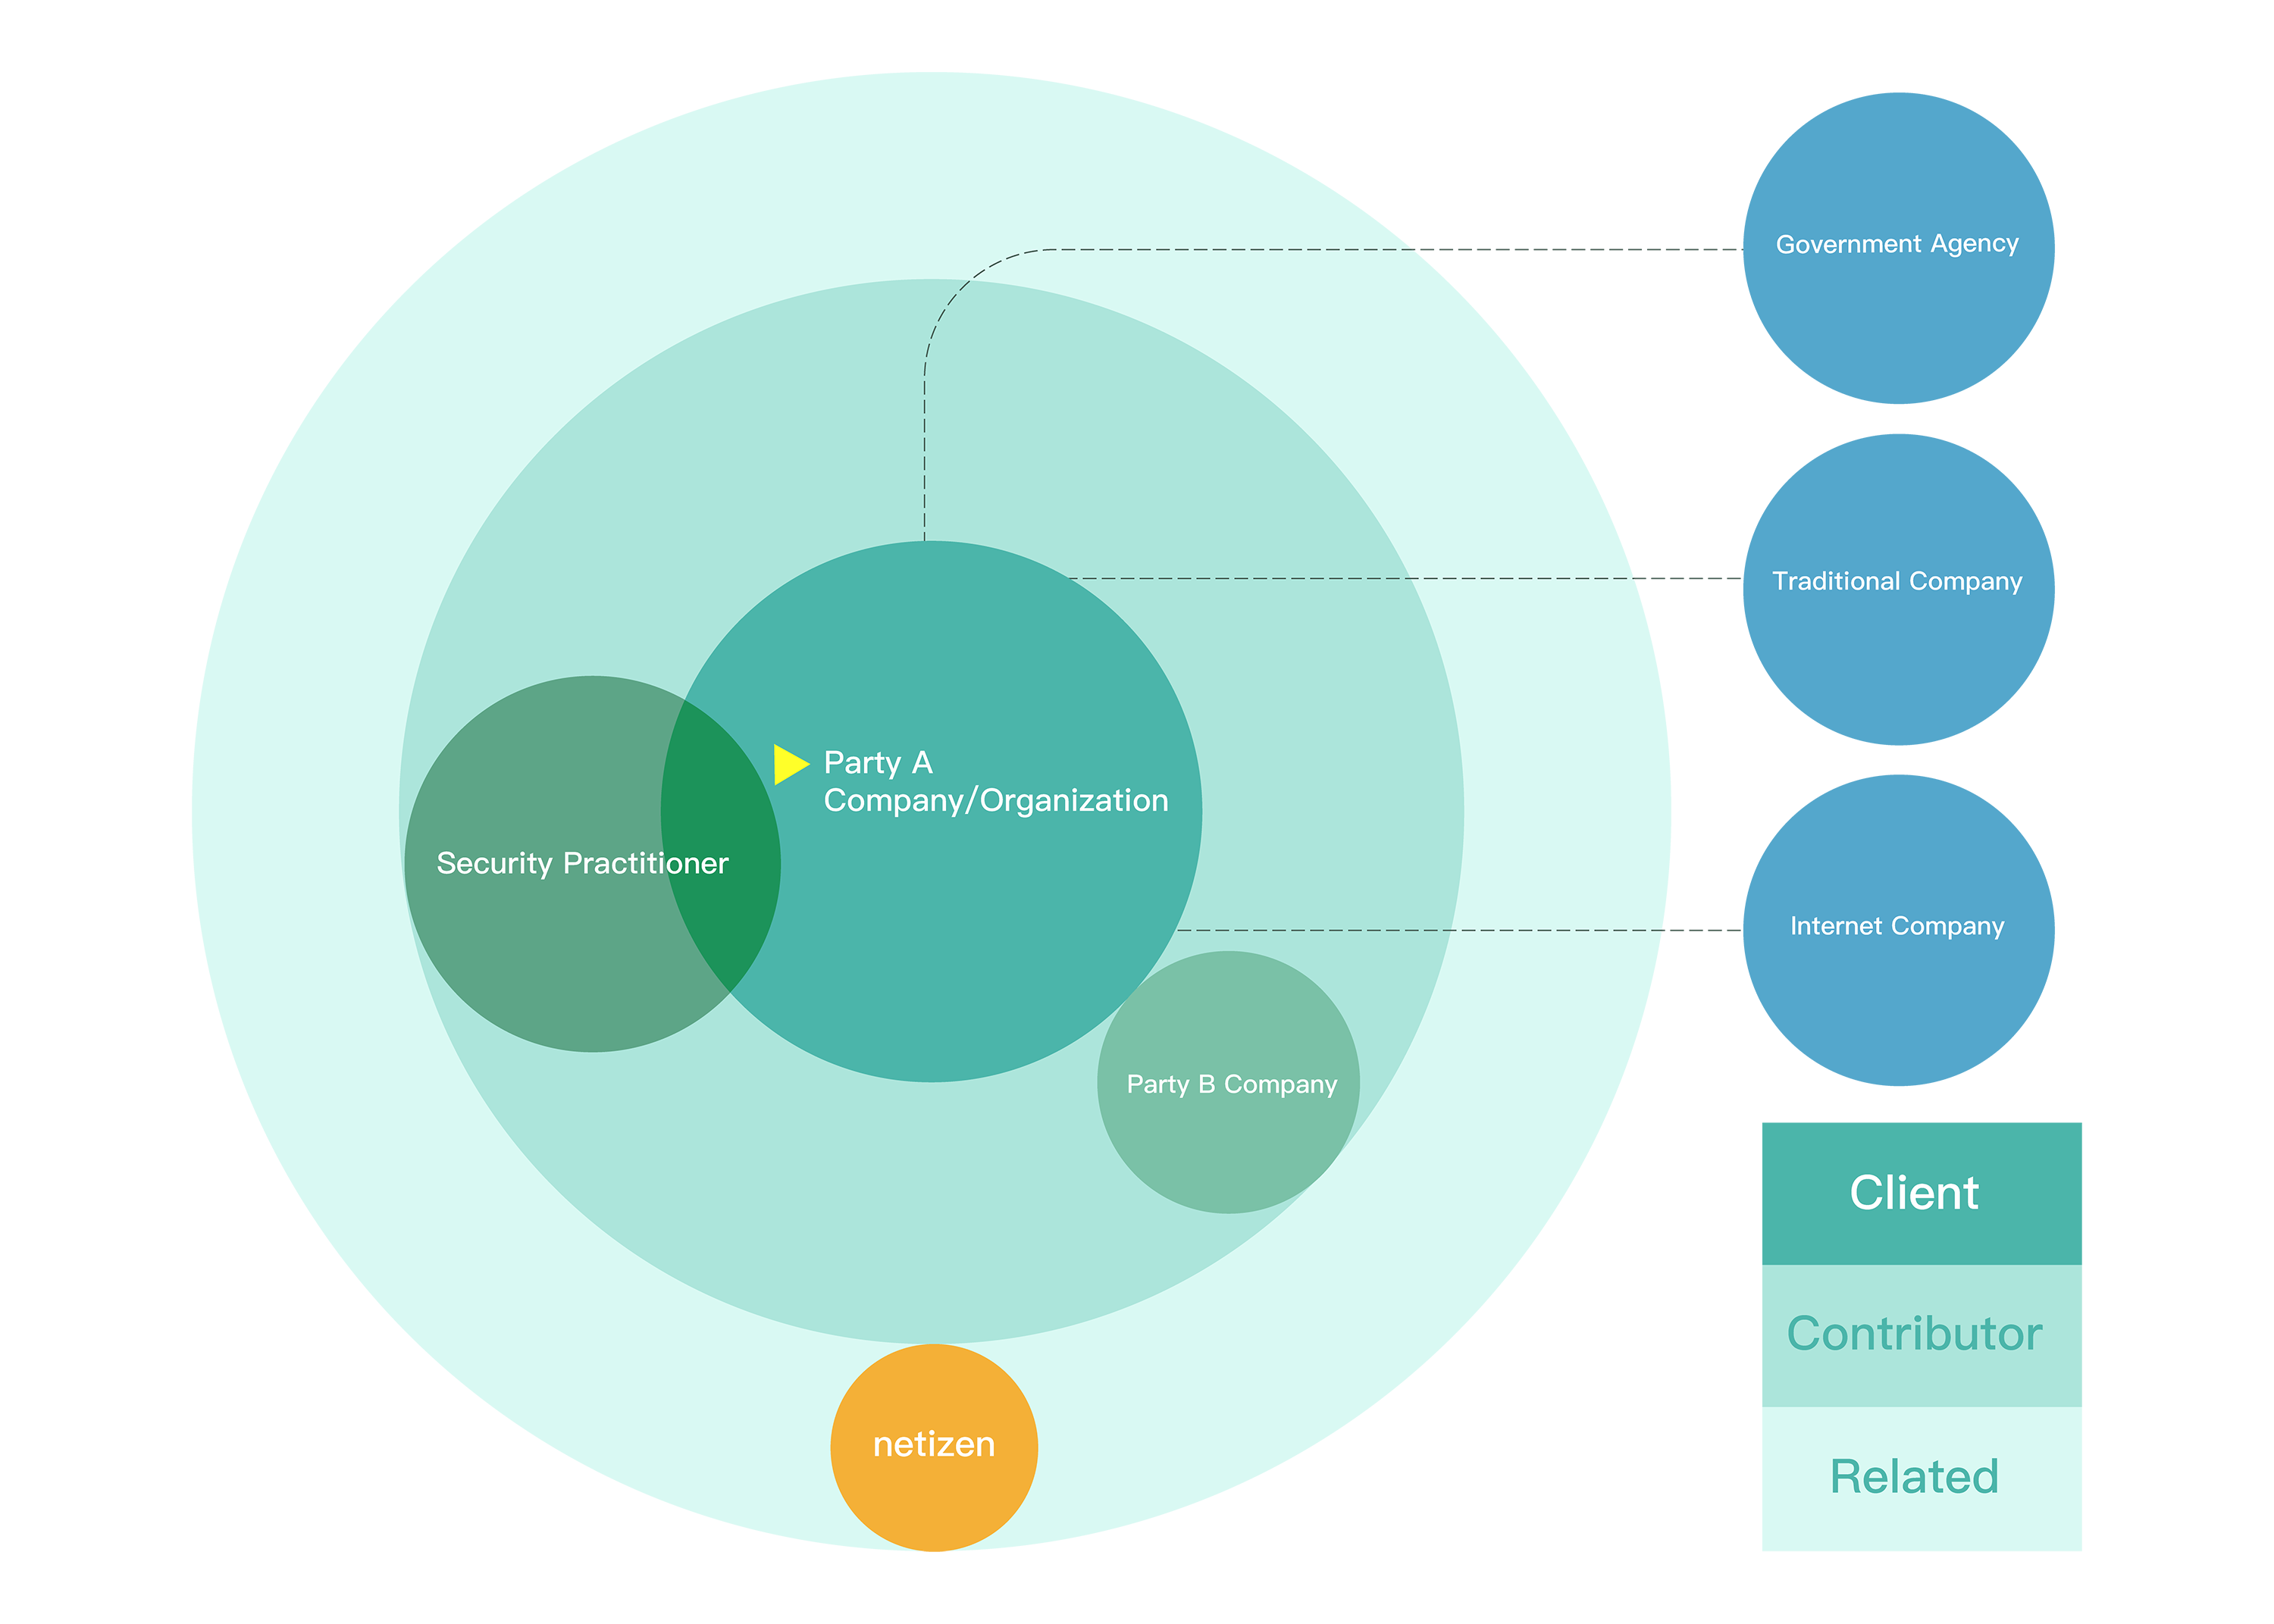 Government Agency
Traditional Company
Party A
Company/Organization
Security Practitioner
Internet Company
Party B Company
netizen
Client
Contributor
Related